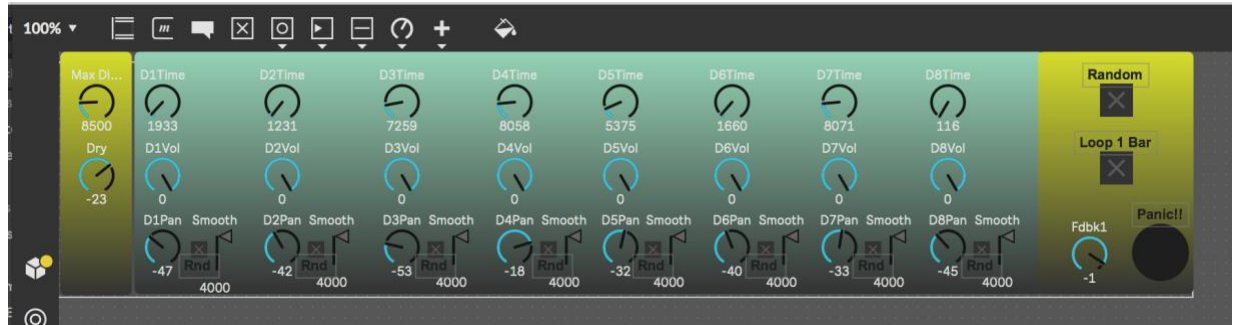 100%
m
Max Di... D1Time D2Time D3Time D4Time D5Time D6Time D7Time D8Time Random
8500 1933 1231 7259 8058 5375 1660 8071 116
Dry D1Vol D2Vol D3Vol D4Vol D5Vol D6Vol D7Vol D8Vol Loop 1 Bar
-23 0 0 0 0 0 0 0 0
D1Pan Smooth D2Pan Smooth D3Pan Smooth D4Pan Smooth D5Pan Smooth D6Pan Smooth D7Pan Smooth D8Pan Smooth Fdbk1 Panic!!
-47 Rnd -42 Rnd -53 Rnd -18 Rnd -32 Rnd -40 Rnd -33 Rnd -45 Rnd -1
4000 4000 4000 4000 4000 4000 4000 4000